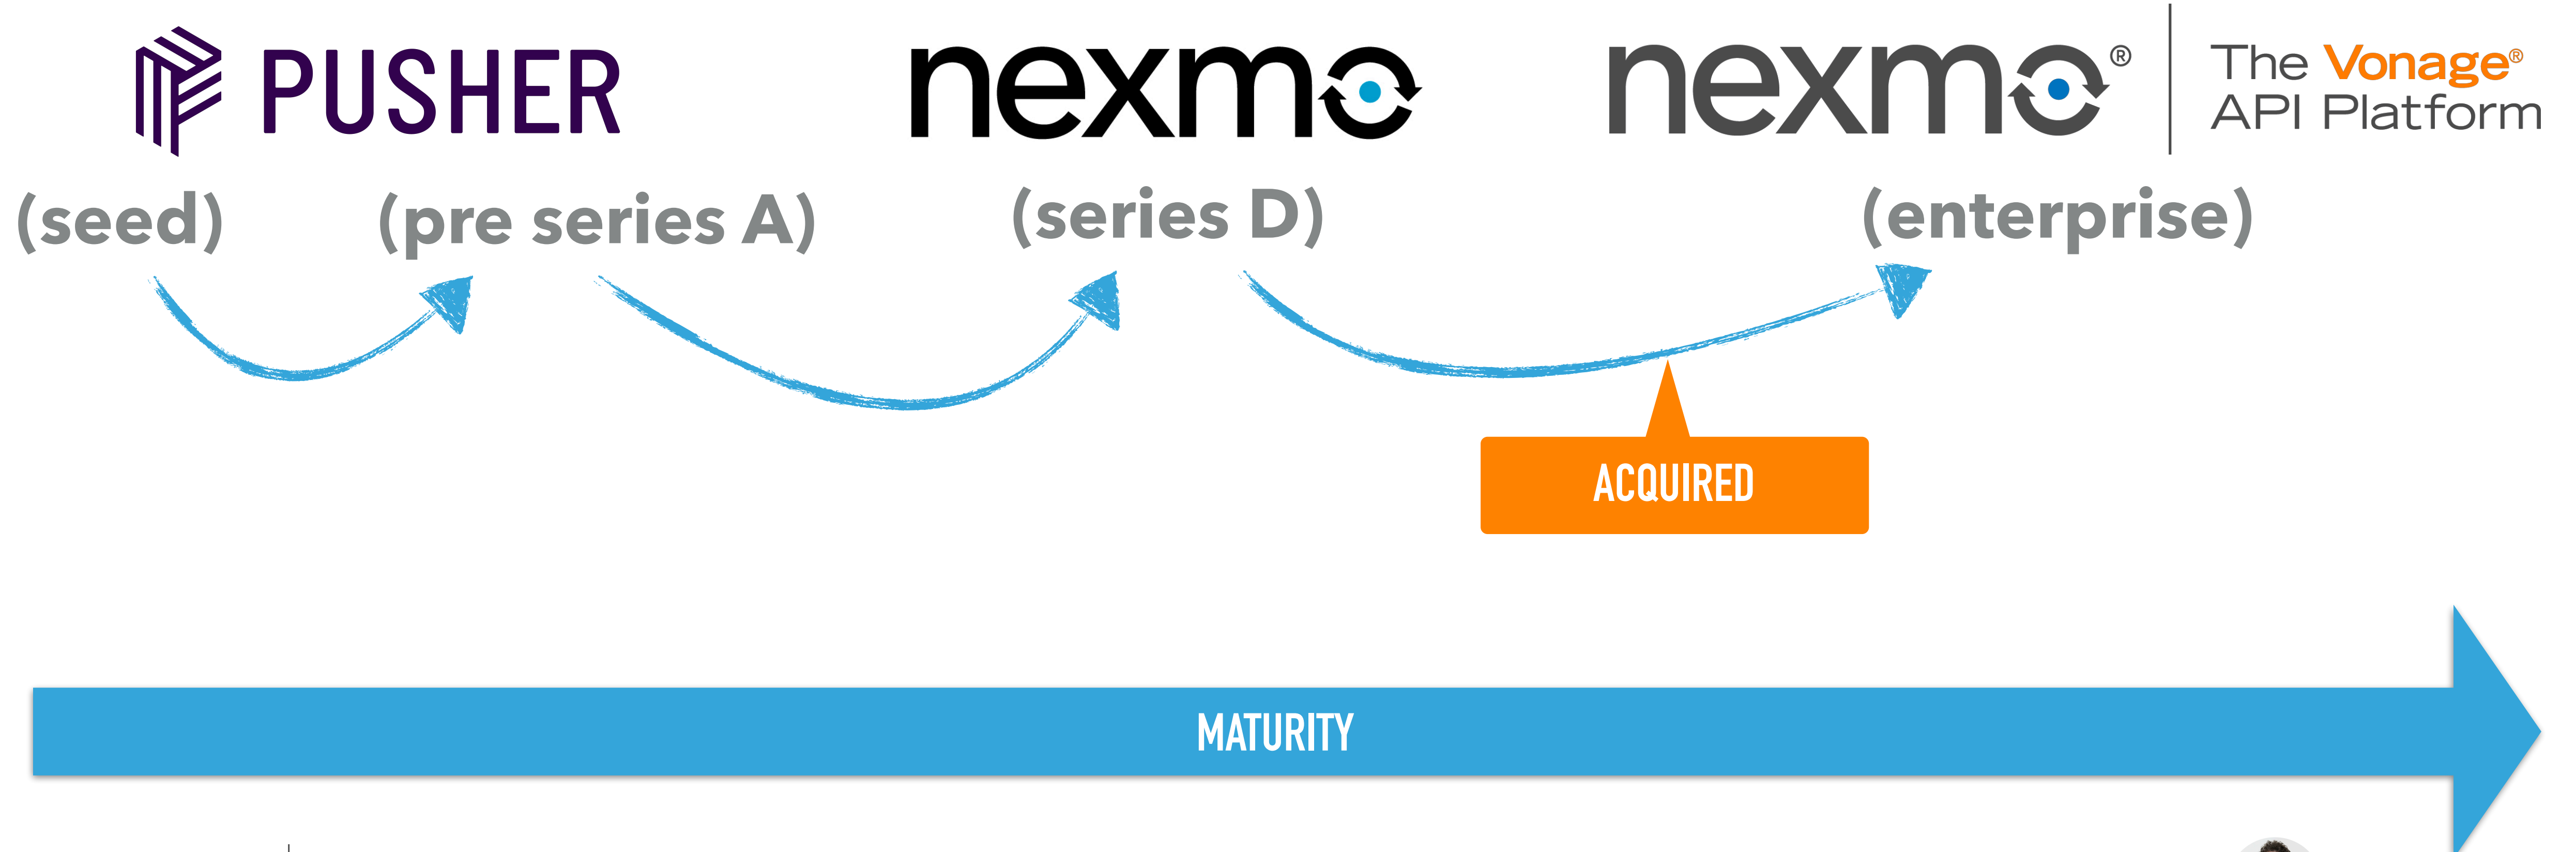 PUSHER
nexmo
nexmo® | The Vonage®
API Platform
(seed)
(pre series A)
(series D)
(enterprise)
ACQUIRED
MATURITY